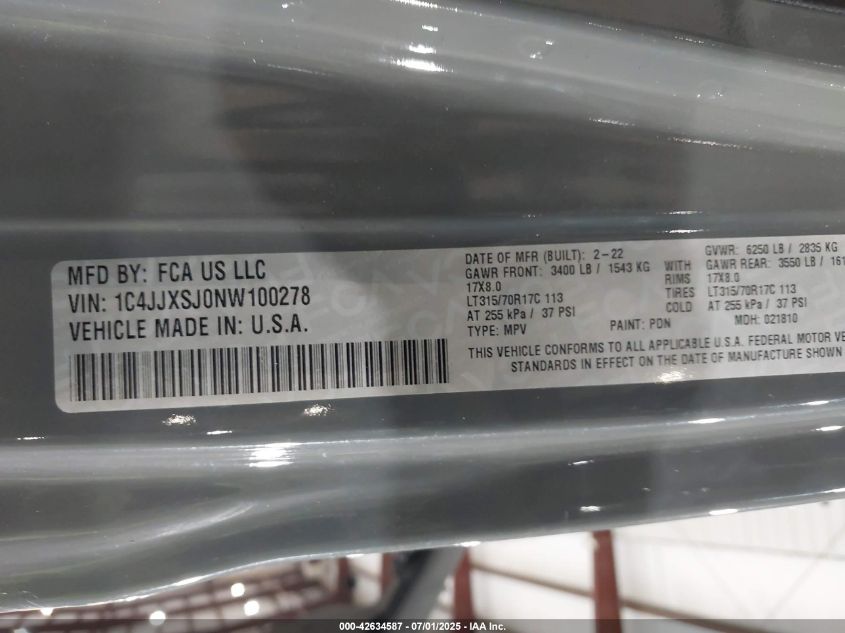 MFD BY: FCA US LLC
VIN: 1C4JJXSJ0NW100278
VEHICLE MADE IN: U.S.A.
DATE OF MFR (BUILT): 2-22 GVWR: 6250 LB / 2835 KG
GAWR FRONT: 3400 LB / 1543 KG WITH GAWR REAR: 3550 LB / 161
17X8.0 RIMS 17X8.0
LT315/70R17C 113 TIRES LT315/70R17C 113
AT 255 kPa / 37 PSI COLD AT 255 kPa / 37 PSI
TYPE: MPV PAINT: PDN MDH: 021810
THIS VEHICLE CONFORMS TO ALL APPLICABLE U.S.A. FEDERAL MOTOR VE
STANDARDS IN EFFECT ON THE DATE OF MANUFACTURE SHOWN
000-42634587 - 07/01/2025 - IAA Inc.